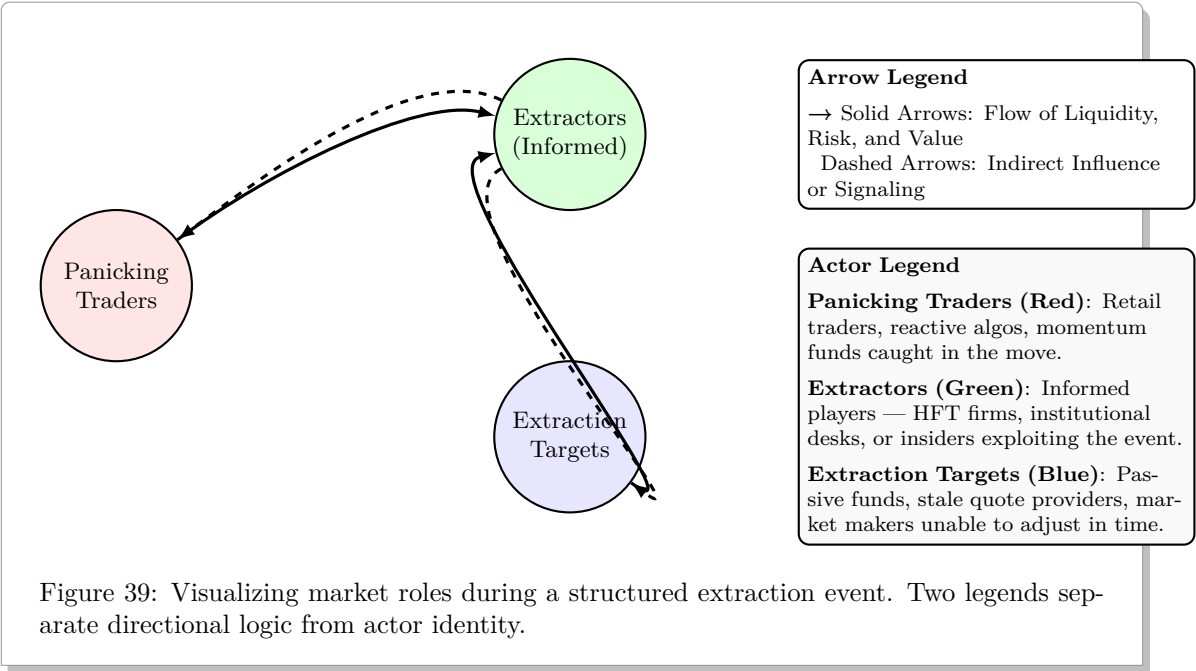 Extractors
(Informed)
Panicking
Traders
Extraction
Targets
Arrow Legend
→ Solid Arrows: Flow of Liquidity,
Risk, and Value
Dashed Arrows: Indirect Influence
or Signaling
Actor Legend
Panicking Traders (Red): Retail
traders, reactive algos, momentum
funds caught in the move.
Extractors (Green): Informed
players — HFT firms, institutional
desks, or insiders exploiting the event.
Extraction Targets (Blue): Pas-
sive funds, stale quote providers, mar-
ket makers unable to adjust in time.
Figure 39: Visualizing market roles during a structured extraction event. Two legends sep-
arate directional logic from actor identity.